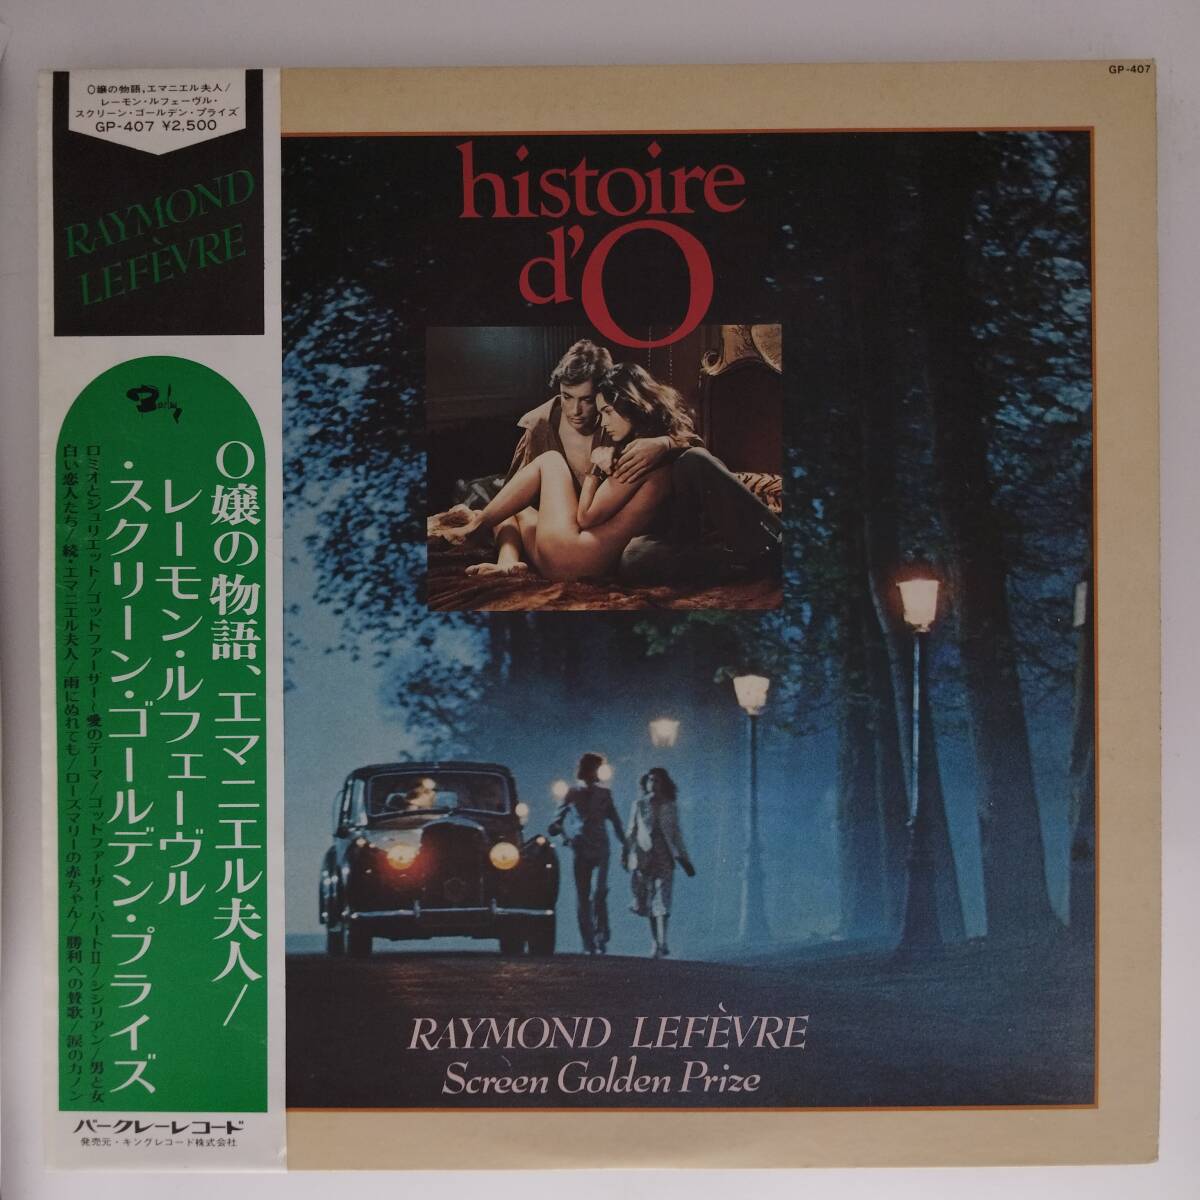 O嬢の物語，エマニエル夫人/
レーモン・ルフェーヴル・
スクリーン・ゴールデン・プライズ
GP-407 ¥2,500
RAYMOND
LEFÈVRE
Barclay
O嬢の物語、エマニエル夫人/
レーモン・ルフェーヴル
・スクリーン・ゴールデン・プライズ
ロミオとジュリエット/ゴッドファーザー〜愛のテーマ/ゴッドファーザー・パートII/シシリアン/男と女
白い恋人たち/続・エマニエル夫人/雨にぬれても/ローズマリーの赤ちゃん/勝利への賛歌/涙のカノン
バークレーレコード
発売元・キングレコード株式会社
GP-407
histoire
d'O
RAYMOND LEFÈVRE
Screen Golden Prize